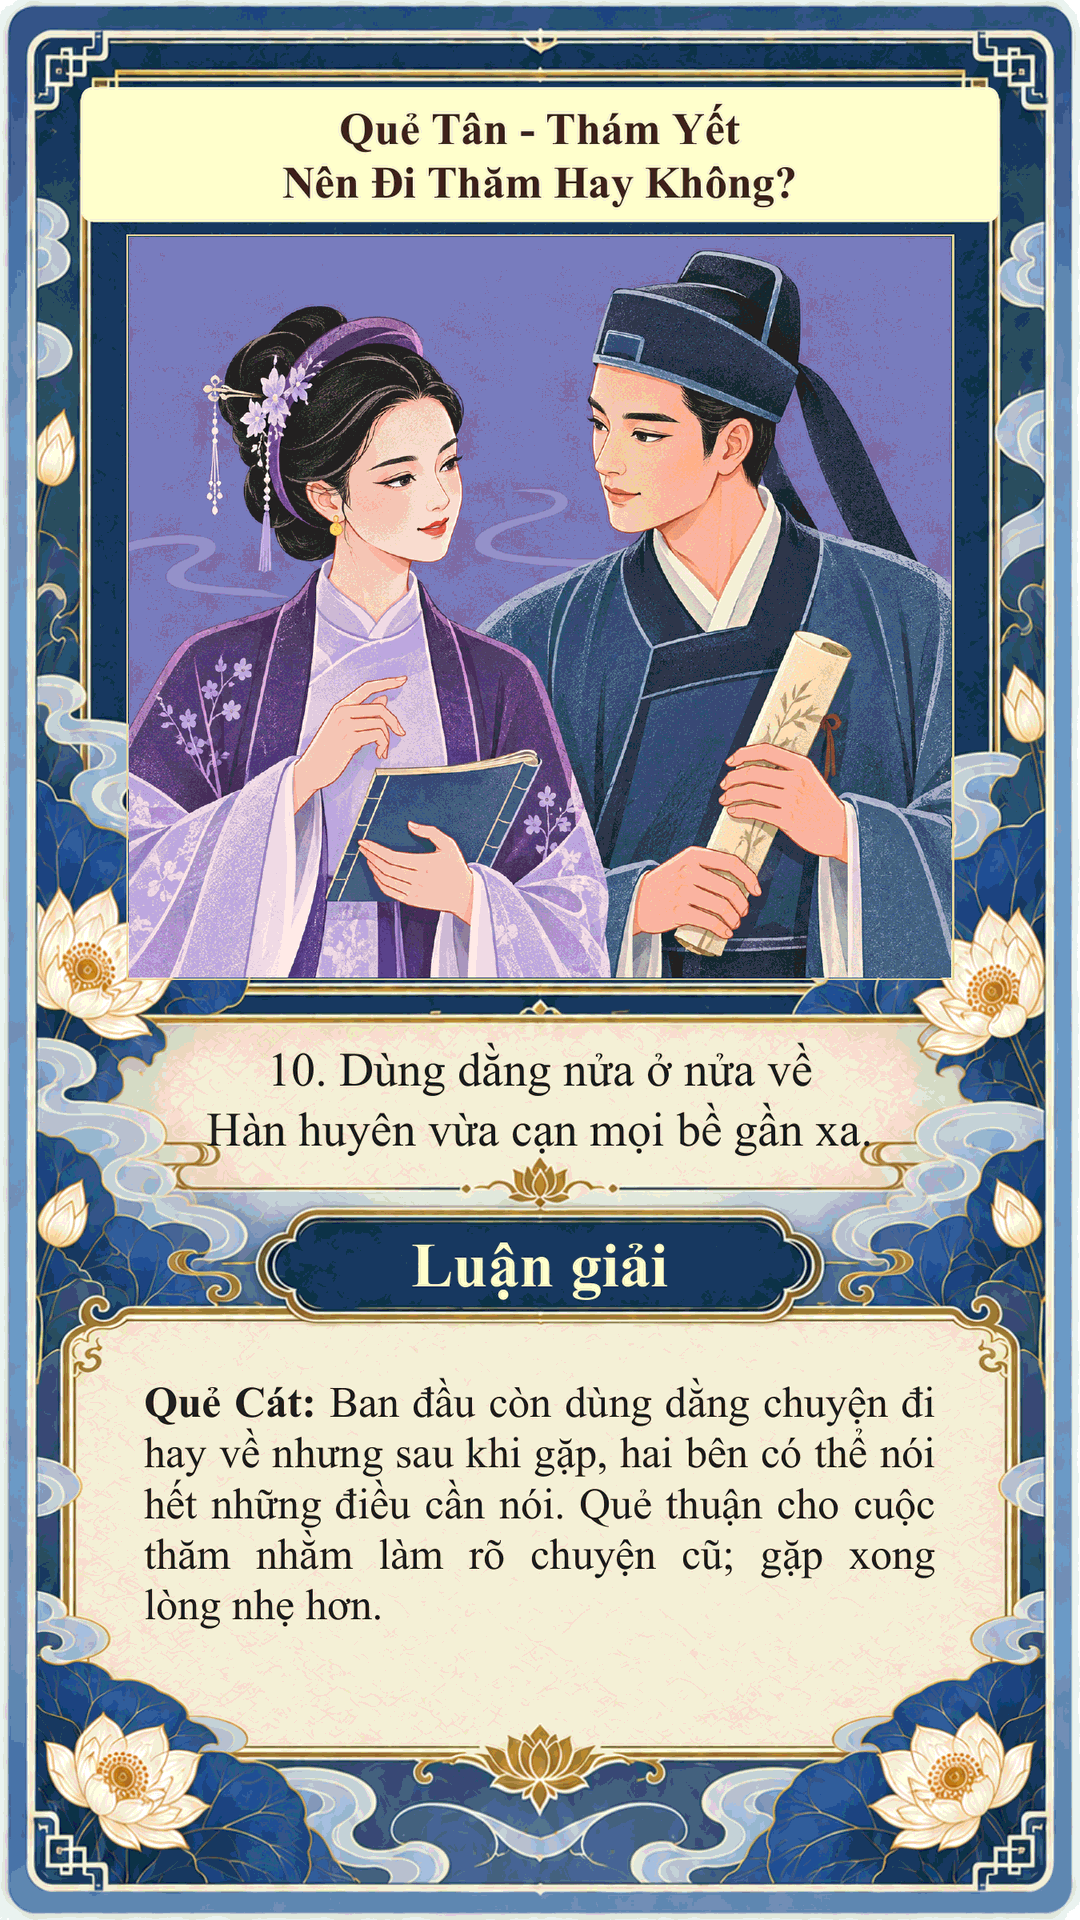 Quẻ Tân - Thám Yết
Nên Đi Thăm Hay Không?
10. Dùng dằng nửa ở nửa về
Hàn huyên vừa cạn mọi bề gần xa.
Luận giải
Quẻ Cát: Ban đầu còn dùng dằng chuyện đi
hay về nhưng sau khi gặp, hai bên có thể nói
hết những điều cần nói. Quẻ thuận cho cuộc
thăm nhằm làm rõ chuyện cũ; gặp xong
lòng nhẹ hơn.